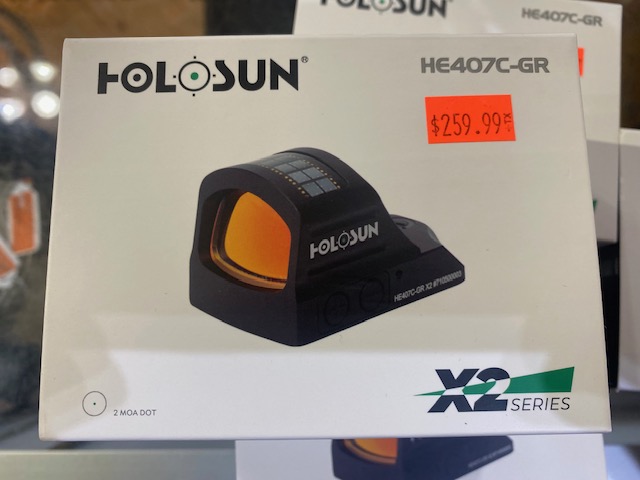 HOLOSUN
HE407C-GR
HOLOSUN®
HE407C-GR
$259.99
HOLOSUN
HE407C-GR X2
2 MOA DOT
X2
SERIES